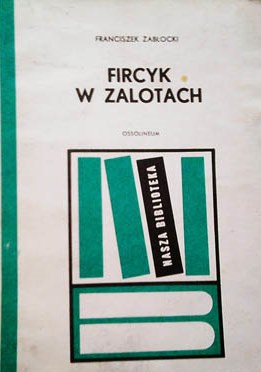 FRANCISZEK ZABŁOCKI
FIRCYK
W ZALOTACH
OSSOLINEUM
NASZA BIBLIOTEKA